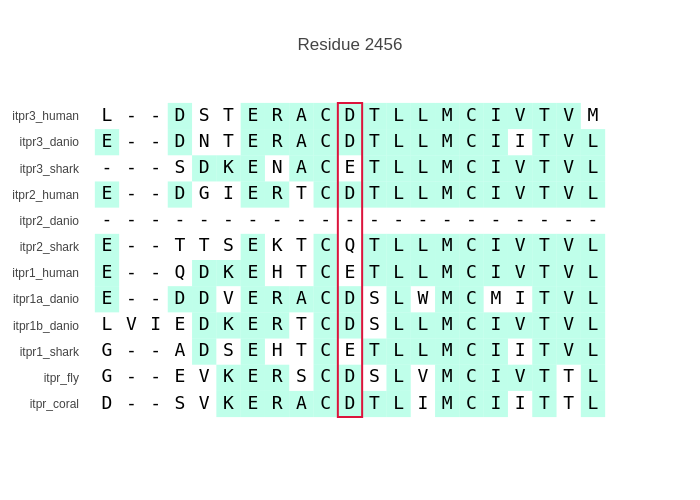 Residue 2456
itpr3_human L - - D S T E R A C D T L L M C I V T V M
itpr3_danio E - - D N T E R A C D T L L M C I I T V L
itpr3_shark - - - S D K E N A C E T L L M C I V T V L
itpr2_human E - - D G I E R T C D T L L M C I V T V L
itpr2_danio - - - - - - - - - - - - - - - - - - - - -
itpr2_shark E - - T T S E K T C Q T L L M C I V T V L
itpr1_human E - - Q D K E H T C E T L L M C I V T V L
itpr1a_danio E - - D D V E R A C D S L W M C M I T V L
itpr1b_danio L V I E D K E R T C D S L L M C I V T V L
itpr1_shark G - - A D S E H T C E T L L M C I I T V L
itpr_fly G - - E V K E R S C D S L V M C I V T T L
itpr_coral D - - S V K E R A C D T L I M C I I T T L